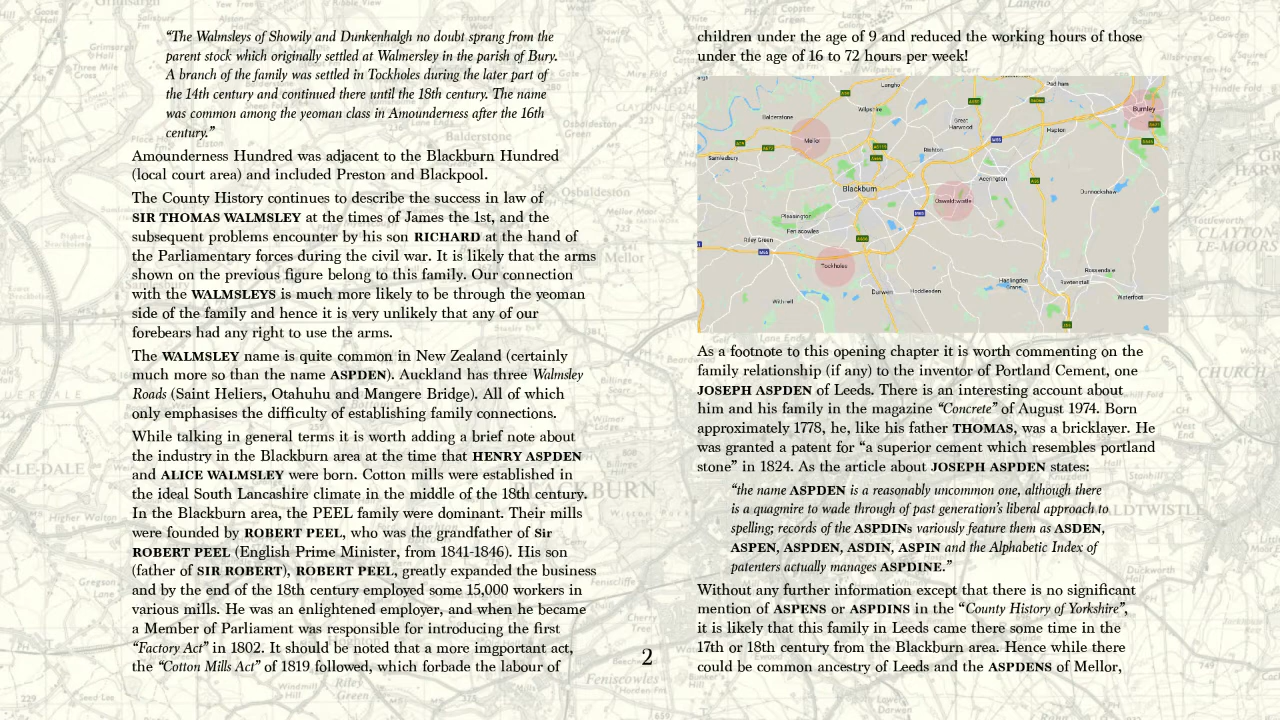 “The Walmsleys of Showily and Dunkenhalgh no doubt sprang from the
parent stock which originally settled at Walmersley in the parish of Bury.
A branch of the family was settled in Tockholes during the later part of
the 14th century and continued there until the 18th century. The name
was common among the yeoman class in Amounderness after the 16th
century.”
Amounderness Hundred was adjacent to the Blackburn Hundred
(local court area) and included Preston and Blackpool.
The County History continues to describe the success in law of
SIR THOMAS WALMSLEY at the times of James the 1st, and the
subsequent problems encounter by his son RICHARD at the hand of
the Parliamentary forces during the civil war. It is likely that the arms
shown on the previous figure belong to this family. Our connection
with the WALMSLEYS is much more likely to be through the yeoman
side of the family and hence it is very unlikely that any of our
forebears had any right to use the arms.
The WALMSLEY name is quite common in New Zealand (certainly
much more so than the name ASPDEN). Auckland has three Walmsley
Roads (Saint Heliers, Otahuhu and Mangere Bridge). All of which
only emphasises the difficulty of establishing family connections.
While talking in general terms it is worth adding a brief note about
the industry in the Blackburn area at the time that HENRY ASPDEN
and ALICE WALMSLEY were born. Cotton mills were established in
the ideal South Lancashire climate in the middle of the 18th century.
In the Blackburn area, the PEEL family were dominant. Their mills
were founded by ROBERT PEEL, who was the grandfather of Sir
ROBERT PEEL (English Prime Minister, from 1841-1846). His son
(father of SIR ROBERT), ROBERT PEEL, greatly expanded the business
and by the end of the 18th century employed some 15,000 workers in
various mills. He was an enlightened employer, and when he became
a Member of Parliament was responsible for introducing the first
“Factory Act” in 1802. It should be noted that a more imgportant act,
the “Cotton Mills Act” of 1819 followed, which forbade the labour of
2
children under the age of 9 and reduced the working hours of those
under the age of 16 to 72 hours per week!
Langho
Padiham
Wilpshire
Balderstone
Great
Harwood
Burnley
Mellor
Hapton
Rishton
Samlesbury
Accrington
Blackburn
Dunnockshaw
Oswaldtwistle
Pleasington
Feniscowles
Riley Green
Tockholes
Rossendale
Haslingden
Grane
Rawtenstall
Darwen
Hoddlesden
Waterfoot
Withnell
As a footnote to this opening chapter it is worth commenting on the
family relationship (if any) to the inventor of Portland Cement, one
JOSEPH ASPDEN of Leeds. There is an interesting account about
him and his family in the magazine “Concrete” of August 1974. Born
approximately 1778, he, like his father THOMAS, was a bricklayer. He
was granted a patent for “a superior cement which resembles portland
stone” in 1824. As the article about JOSEPH ASPDEN states:
“the name ASPDEN is a reasonably uncommon one, although there
is a quagmire to wade through of past generation’s liberal approach to
spelling; records of the ASPDINs variously feature them as ASDEN,
ASPEN, ASPDEN, ASDIN, ASPIN and the Alphabetic Index of
patenters actually manages ASPDINE.”
Without any further information except that there is no significant
mention of ASPENS or ASPDINS in the “County History of Yorkshire”,
it is likely that this family in Leeds came there some time in the
17th or 18th century from the Blackburn area. Hence while there
could be common ancestry of Leeds and the ASPDENS of Mellor,